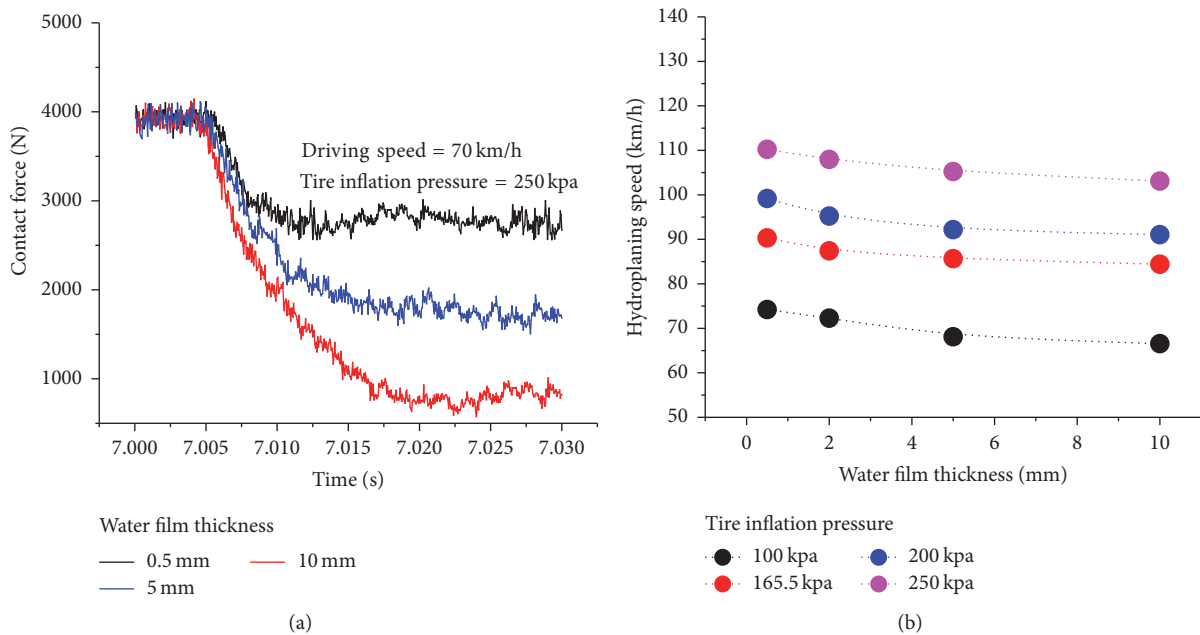 5000
4000
3000
2000
1000
Contact force (N)
Driving speed = 70 km/h
Tire inflation pressure = 250 kpa
7.000 7.005 7.010 7.015 7.020 7.025 7.030
Time (s)
Water film thickness
0.5 mm
10 mm
5 mm
(a)
140
130
120
110
100
90
80
70
60
50
Hydroplaning speed (km/h)
0 2 4 6 8 10
Water film thickness (mm)
Tire inflation pressure
100 kpa
200 kpa
165.5 kpa
250 kpa
(b)